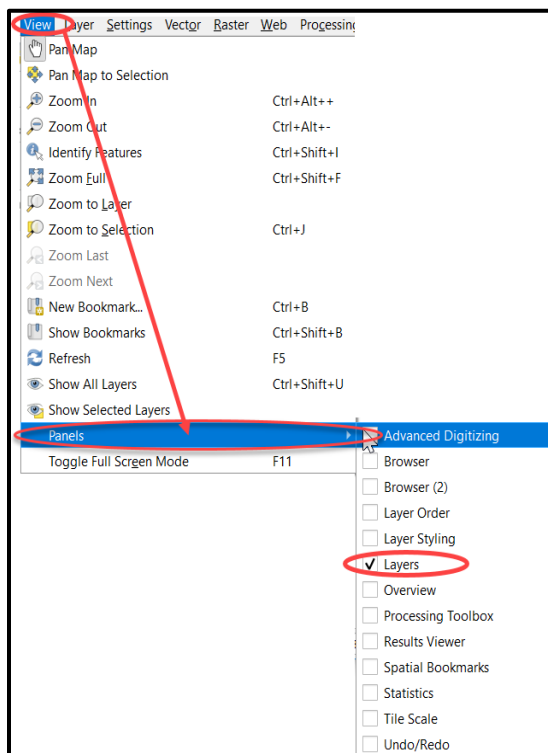 View Layer Settings Vector Raster Web Processing
Pan Map
Pan Map to Selection
Zoom In Ctrl+Alt++
Zoom Out Ctrl+Alt+-
Identify Features Ctrl+Shift+I
Zoom Full Ctrl+Shift+F
Zoom to Layer
Zoom to Selection Ctrl+J
Zoom Last
Zoom Next
New Bookmark... Ctrl+B
Show Bookmarks Ctrl+Shift+B
Refresh F5
Show All Layers Ctrl+Shift+U
Show Selected Layers
Panels
Toggle Full Screen Mode F11
Advanced Digitizing
Browser
Browser (2)
Layer Order
Layer Styling
Layers
Overview
Processing Toolbox
Results Viewer
Spatial Bookmarks
Statistics
Tile Scale
Undo/Redo